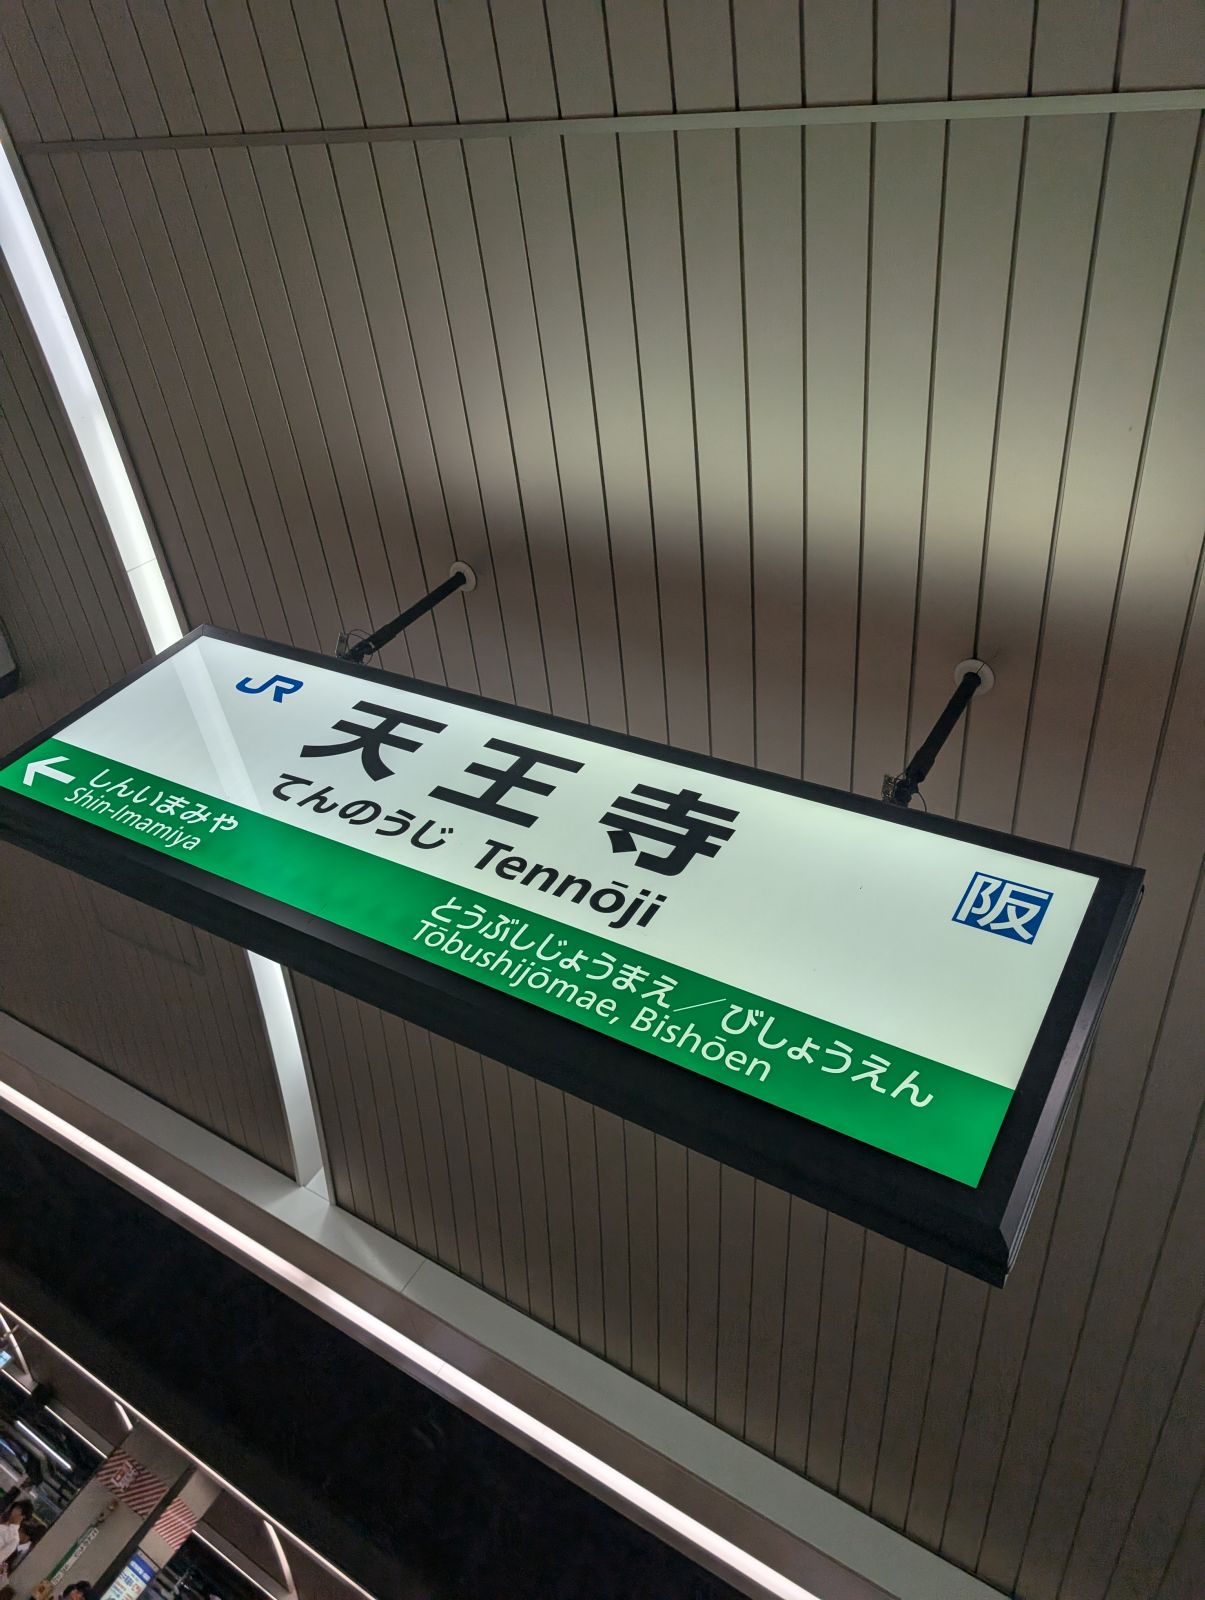 JR
天王寺
てんのうじ Tennōji
阪
← しんいまみや
Shin-Imamiya
とうぶしじょうまえ／びしょうえん
Tōbushijōmae, Bishōen